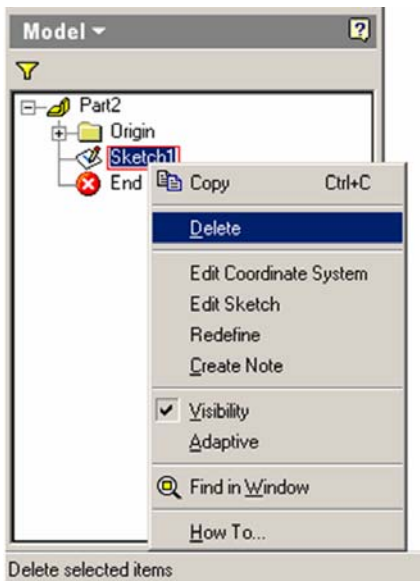 Model
Part2
Origin
Sketch1
End
Copy Ctrl+C
Delete
Edit Coordinate System
Edit Sketch
Redefine
Create Note
Visibility
Adaptive
Find in Window
How To...
Delete selected items